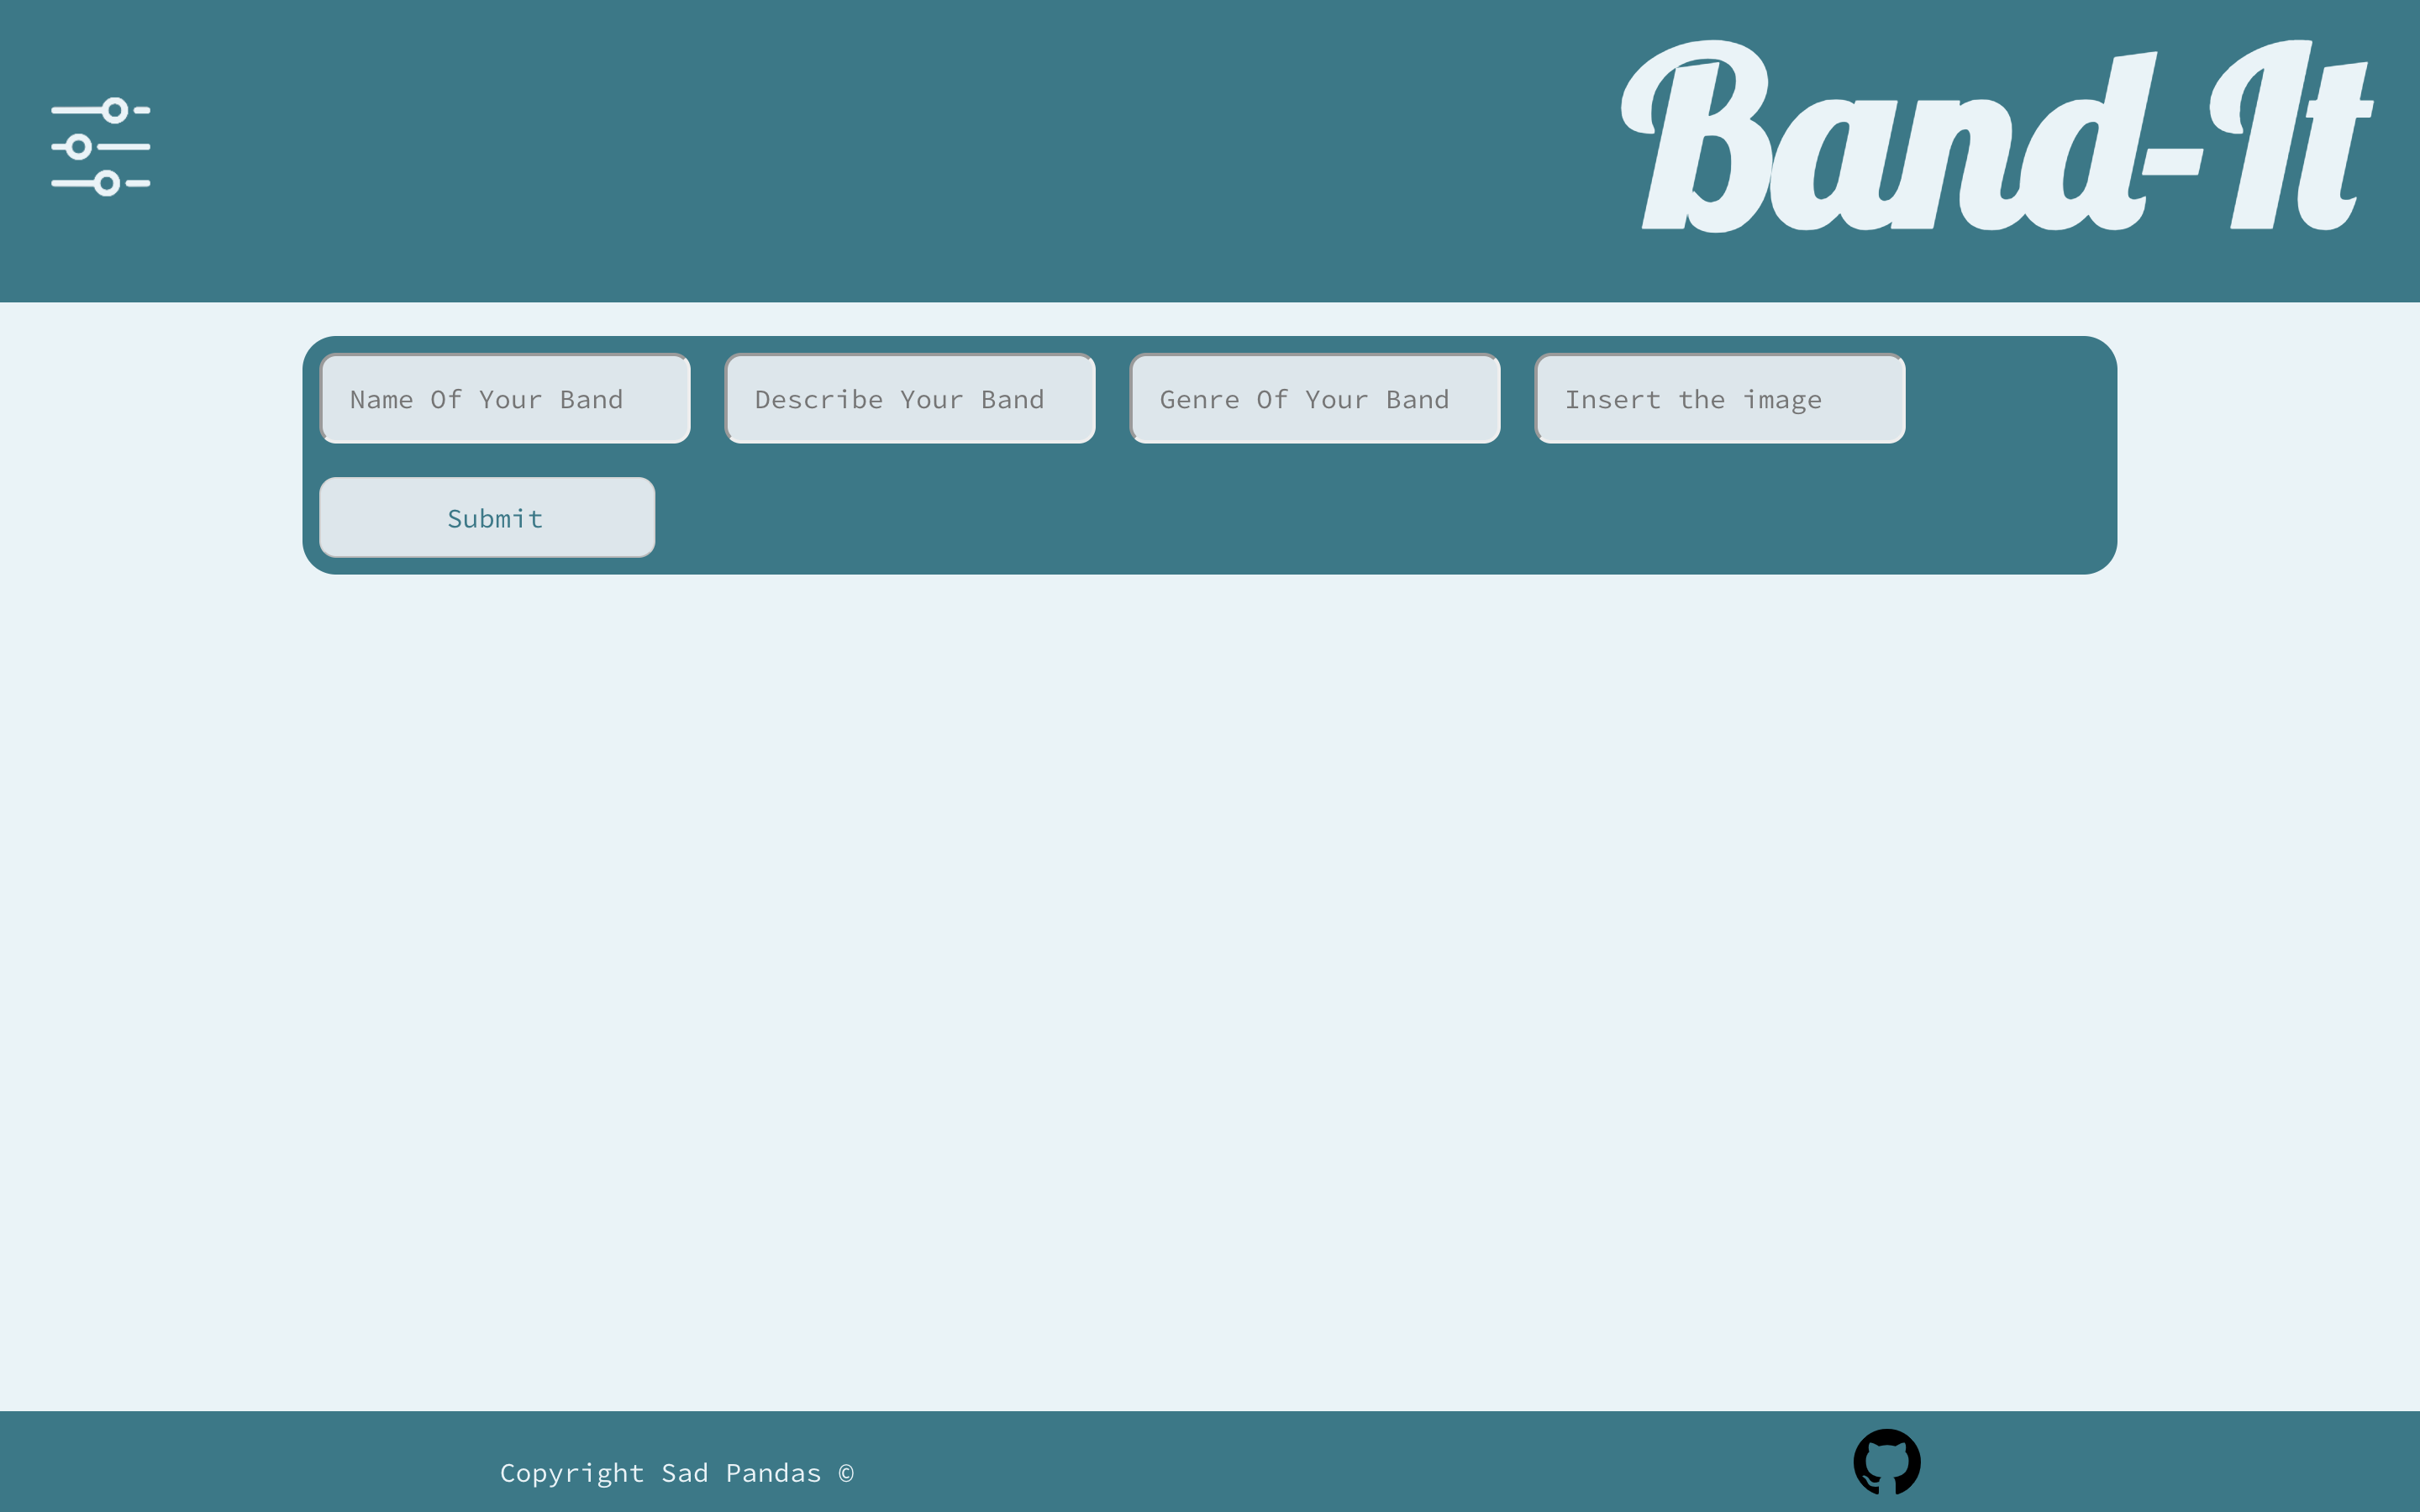 Band-It
Name Of Your Band
Describe Your Band
Genre Of Your Band
Insert the image
Submit
Copyright Sad Pandas ©